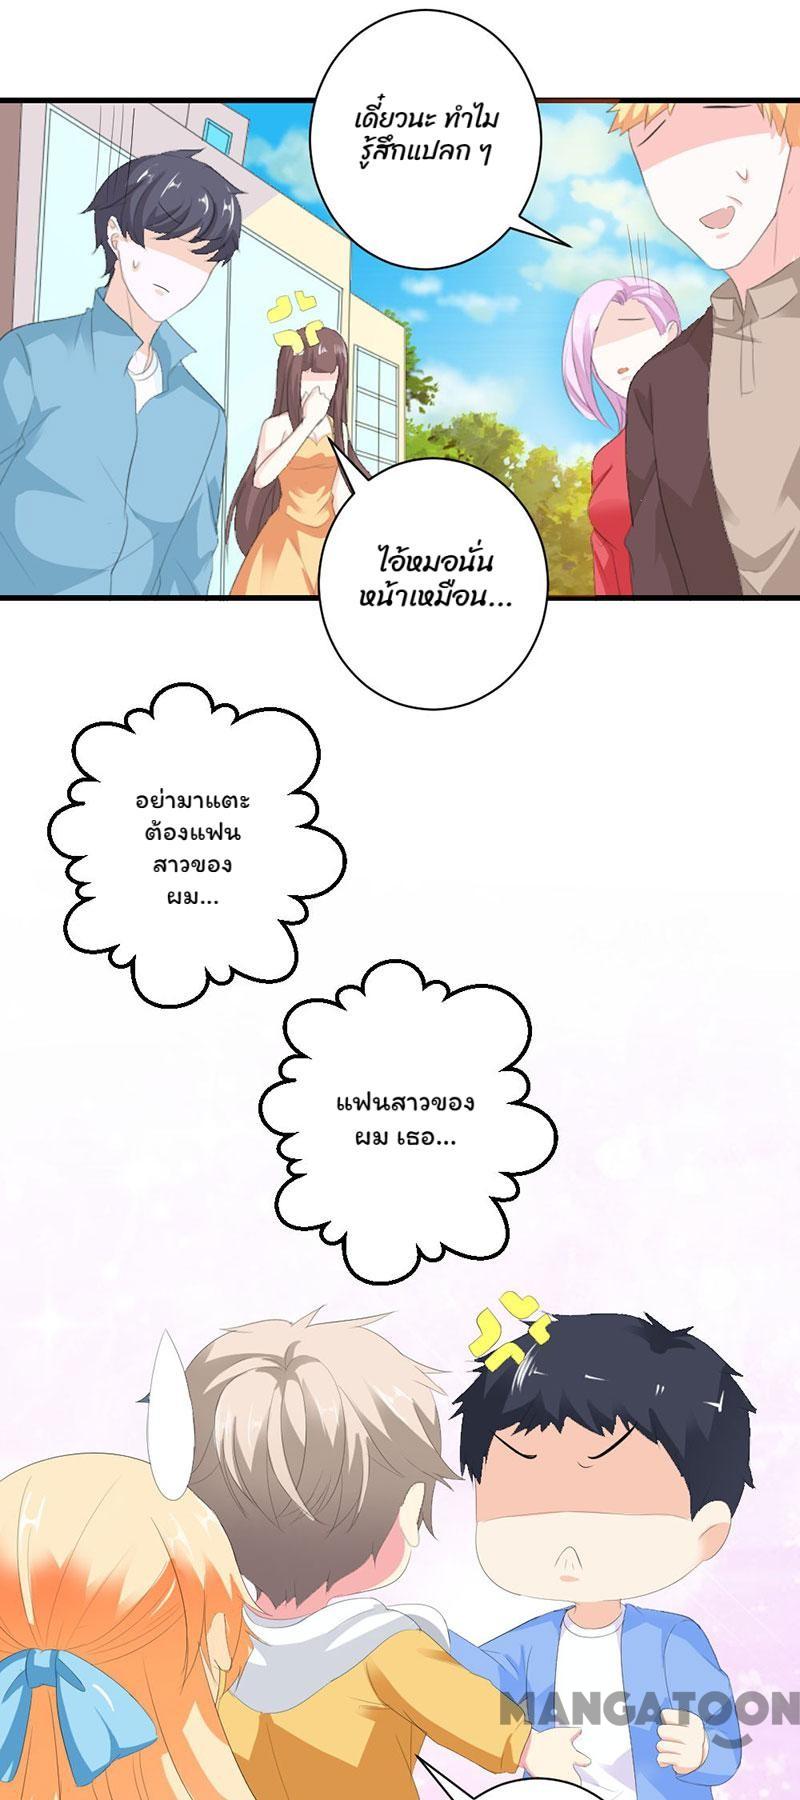 เดี๋ยวนะ ทำไม
รู้สึกแปลก ๆ
ไอ้หมอนั่น
หน้าเหมือน...
อย่ามาแตะ
ต้องแฟน
สาวของ
ผม...
แฟนสาวของ
ผม เธอ...
MANGATOON